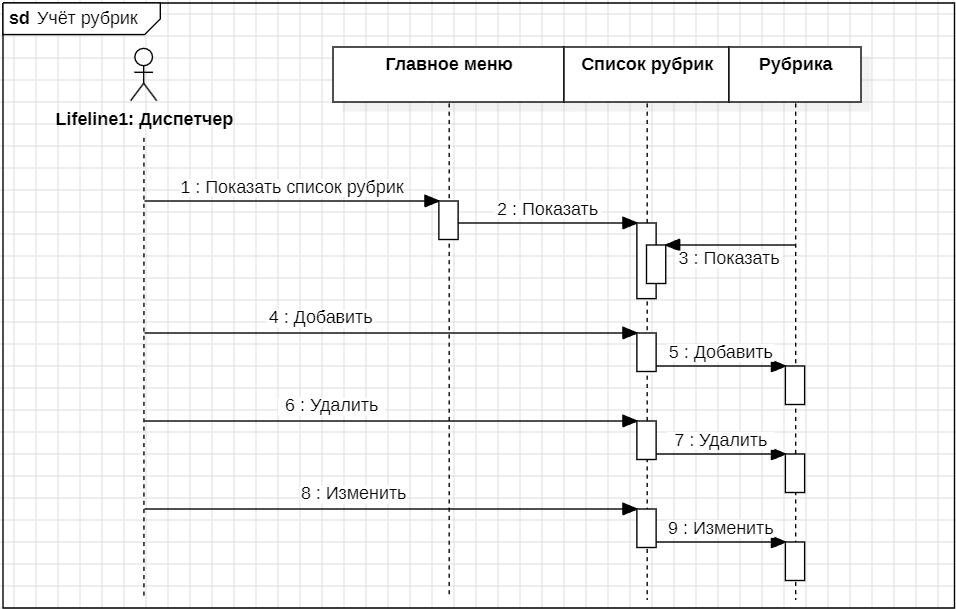 sd Учёт рубрик
Главное меню
Список рубрик
Рубрика
Lifeline1: Диспетчер
1 : Показать список рубрик
2 : Показать
3 : Показать
4 : Добавить
5 : Добавить
6 : Удалить
7 : Удалить
8 : Изменить
9 : Изменить